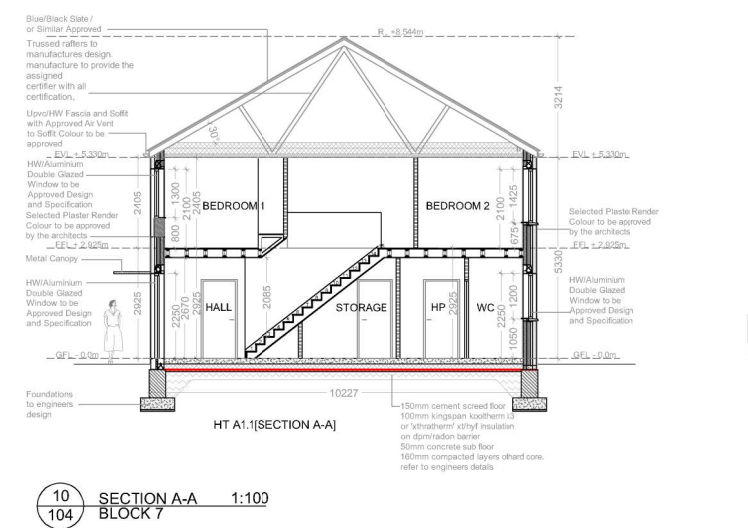 Blue/Black Slate /
or Similar Approved
Trussed rafters to
manufactures design.
manufacture to provide the
assigned
certifier with all
certification.
Upvo/HW Fascia and Soffit
with Approved Air Vent
to Soffit Colour to be
approved
EVL + 5,330m
HW/Aluminium
Double Glazed
Window to be
Approved Design
and Specification
Selected Plaster Render
Colour to be approved
by the architects
FFL + 2,925m
Metal Canopy
HW/Aluminium
Double Glazed
Window to be
Approved Design
and Specification
GFL - 0,0m
Foundations
to engineers
design
+8,544m
30°
3214
2405
1300
2100
2405
800
BEDROOM 1
BEDROOM 2
2100
1425
675
EVL + 5,330m
Selected Plaste Render
Colour to be approved
by the architects
FFL + 2,925m
5330
HW/Aluminium
Double Glazed
Window to be
Approved Design
and Specification
GFL - 0,0m
2925
2250
2670
2925
HALL
2085
STORAGE
HP
2925
WC
2250
1200
1050
10227
HT A1.1[SECTION A-A]
150mm cement screed floor
100mm kingspan kooltherm
or 'xthratherm' xt/hyf insulation
on dpm/radon barrier
50mm concrete sub floor
160mm compacted layers ofhard core.
refer to engineers details
10
104
SECTION A-A 1:100
BLOCK 7